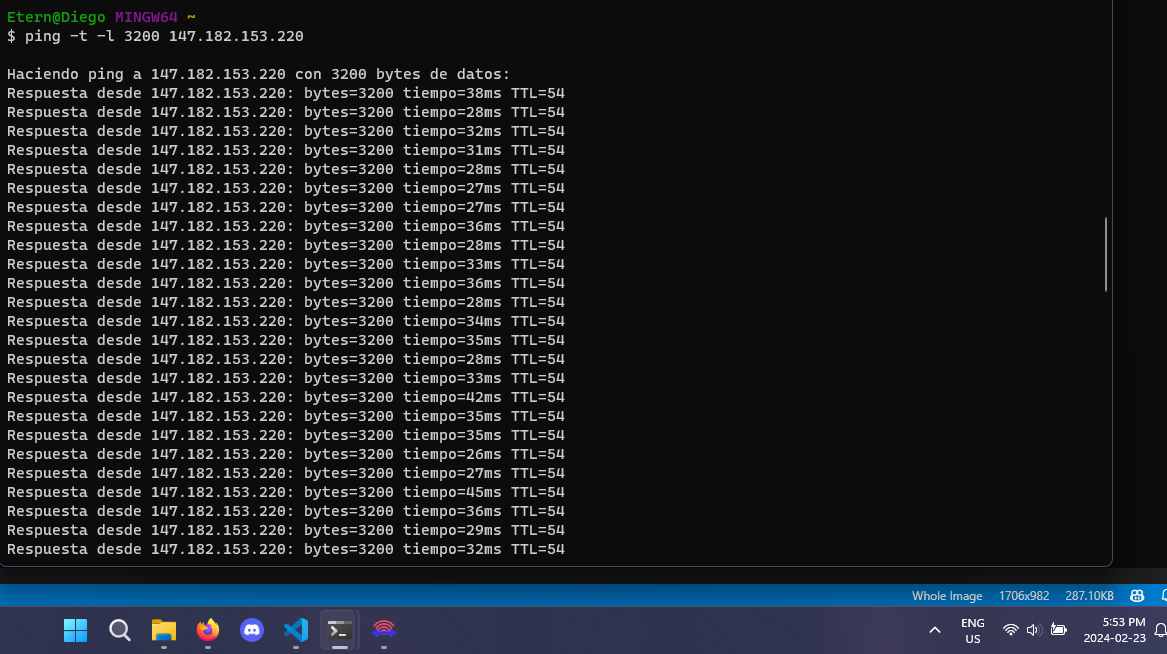 Etern@Diego MINGW64 ~
$ ping -t -l 3200 147.182.153.220
Haciendo ping a 147.182.153.220 con 3200 bytes de datos:
Respuesta desde 147.182.153.220: bytes=3200 tiempo=38ms TTL=54
Respuesta desde 147.182.153.220: bytes=3200 tiempo=28ms TTL=54
Respuesta desde 147.182.153.220: bytes=3200 tiempo=32ms TTL=54
Respuesta desde 147.182.153.220: bytes=3200 tiempo=31ms TTL=54
Respuesta desde 147.182.153.220: bytes=3200 tiempo=28ms TTL=54
Respuesta desde 147.182.153.220: bytes=3200 tiempo=27ms TTL=54
Respuesta desde 147.182.153.220: bytes=3200 tiempo=27ms TTL=54
Respuesta desde 147.182.153.220: bytes=3200 tiempo=36ms TTL=54
Respuesta desde 147.182.153.220: bytes=3200 tiempo=28ms TTL=54
Respuesta desde 147.182.153.220: bytes=3200 tiempo=33ms TTL=54
Respuesta desde 147.182.153.220: bytes=3200 tiempo=36ms TTL=54
Respuesta desde 147.182.153.220: bytes=3200 tiempo=28ms TTL=54
Respuesta desde 147.182.153.220: bytes=3200 tiempo=34ms TTL=54
Respuesta desde 147.182.153.220: bytes=3200 tiempo=35ms TTL=54
Respuesta desde 147.182.153.220: bytes=3200 tiempo=28ms TTL=54
Respuesta desde 147.182.153.220: bytes=3200 tiempo=33ms TTL=54
Respuesta desde 147.182.153.220: bytes=3200 tiempo=42ms TTL=54
Respuesta desde 147.182.153.220: bytes=3200 tiempo=35ms TTL=54
Respuesta desde 147.182.153.220: bytes=3200 tiempo=35ms TTL=54
Respuesta desde 147.182.153.220: bytes=3200 tiempo=26ms TTL=54
Respuesta desde 147.182.153.220: bytes=3200 tiempo=27ms TTL=54
Respuesta desde 147.182.153.220: bytes=3200 tiempo=45ms TTL=54
Respuesta desde 147.182.153.220: bytes=3200 tiempo=36ms TTL=54
Respuesta desde 147.182.153.220: bytes=3200 tiempo=29ms TTL=54
Respuesta desde 147.182.153.220: bytes=3200 tiempo=32ms TTL=54
Whole Image 1706x982 287.10KB
ENG
US
5:53 PM
2024-02-23